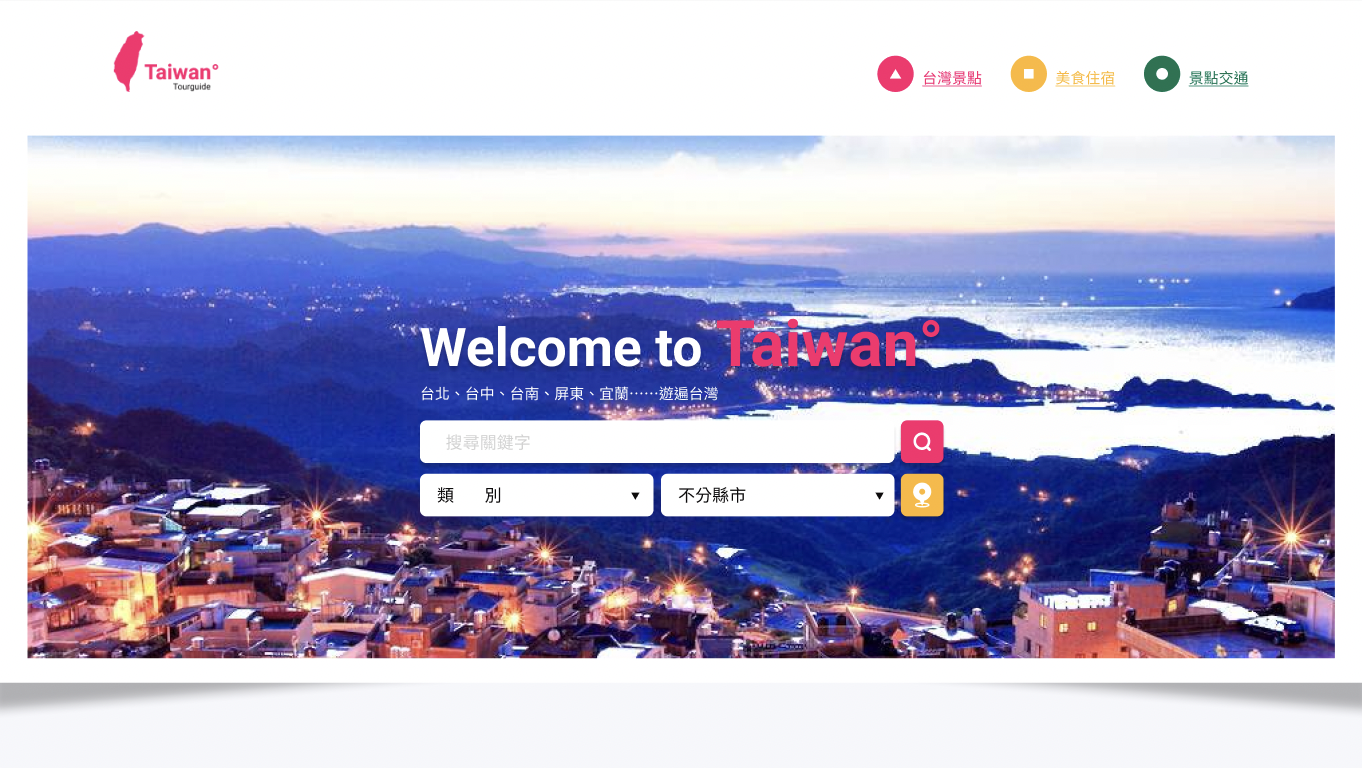 Taiwan°
Tourguide
台灣景點
美食住宿
景點交通
Welcome to Taiwan°
台北、台中、台南、屏東、宜蘭⋯⋯遊遍台灣
搜尋關鍵字
類 別
不分縣市